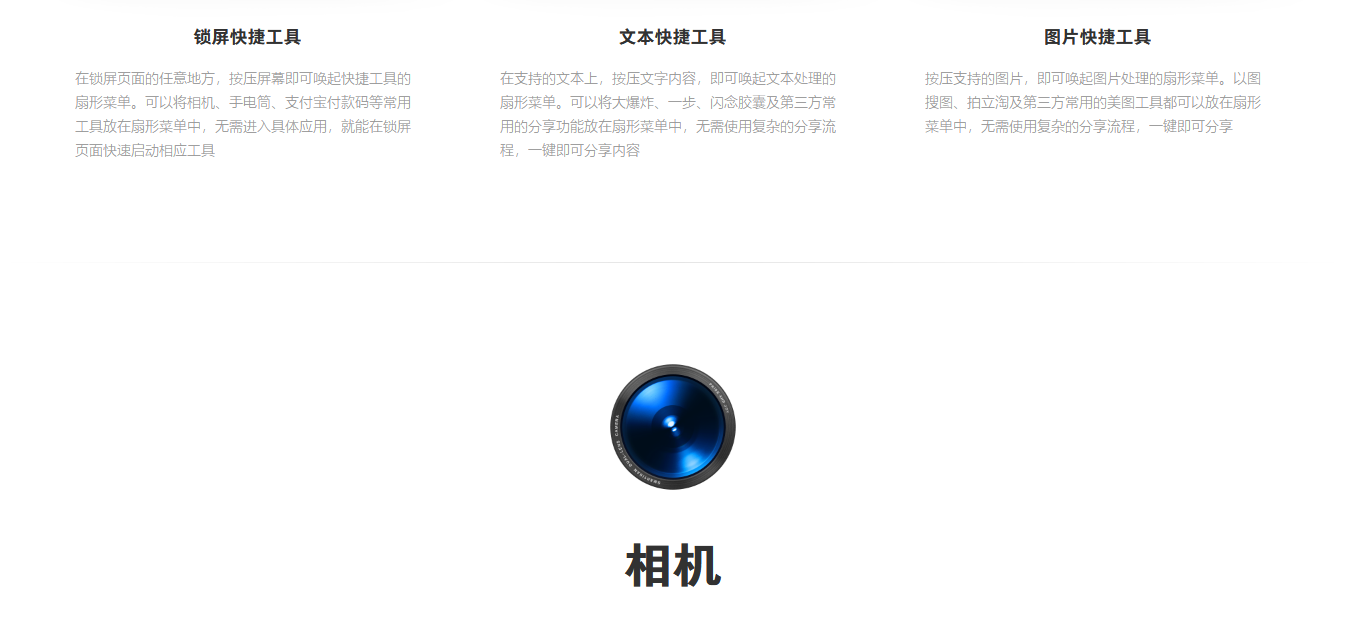 锁屏快捷工具
在锁屏页面的任意地方，按压屏幕即可唤起快捷工具的
扇形菜单。可以将相机、手电筒、支付宝付款码等常用
工具放在扇形菜单中，无需进入具体应用，就能在锁屏
页面快速启动相应工具
文本快捷工具
在支持的文本上，按压文字内容，即可唤起文本处理的
扇形菜单。可以将大爆炸、一步、闪念胶囊及第三方常
用的分享功能放在扇形菜单中，无需使用复杂的分享流
程，一键即可分享内容
图片快捷工具
按压支持的图片，即可唤起图片处理的扇形菜单。以图
搜图、拍立淘及第三方常用的美图工具都可以放在扇形
菜单中，无需使用复杂的分享流程，一键即可分享
相机